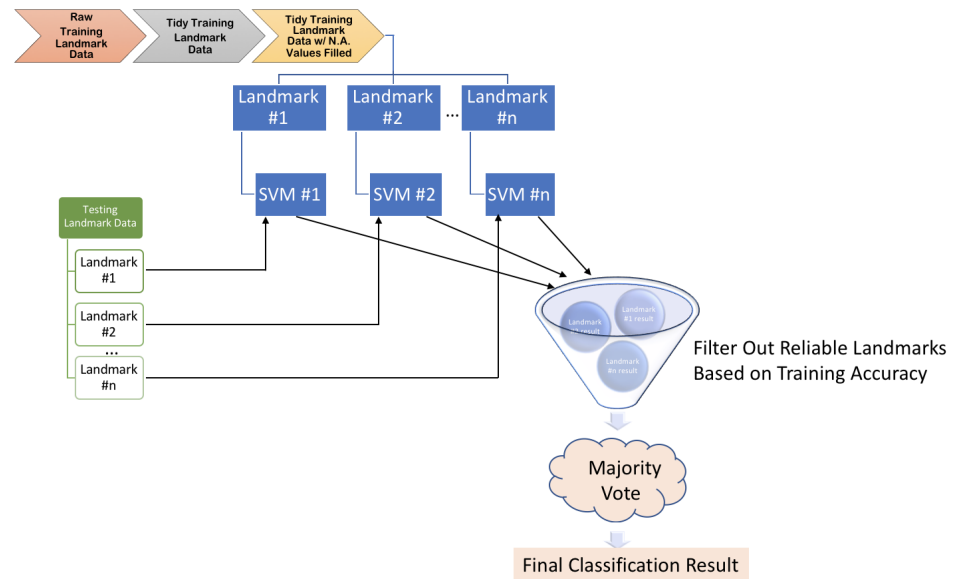 Raw
Training
Landmark
Data
Tidy Training
Landmark
Data
Tidy Training
Landmark
Data w/ N.A.
Values Filled
Landmark
#1
Landmark
#2
...
Landmark
#n
SVM #1
SVM #2
SVM #n
Testing
Landmark Data
Landmark
#1
Landmark
#2
...
Landmark
#n
Landmark
#1 result
Landmark
result
Landmark
#n result
Filter Out Reliable Landmarks
Based on Training Accuracy
Majority
Vote
Final Classification Result